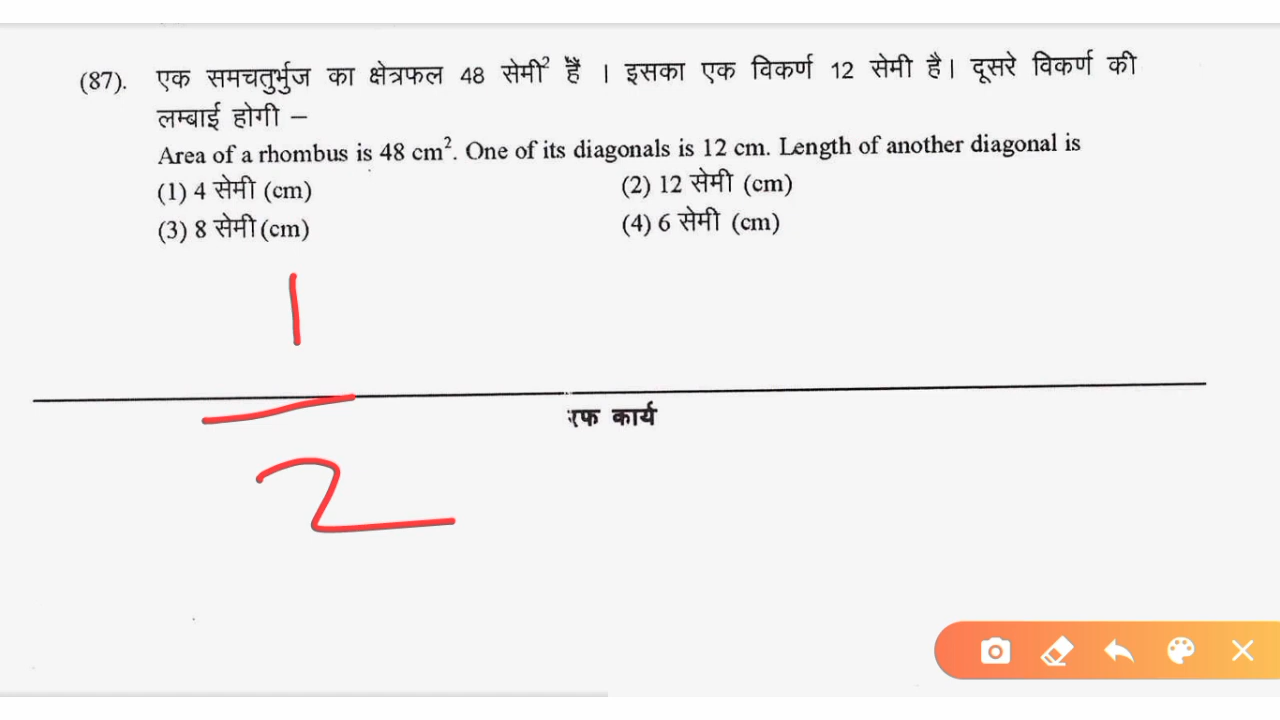 (87). एक समचतुर्भुज का क्षेत्रफल 48 सेमी² हैं । इसका एक विकर्ण 12 सेमी है। दूसरे विकर्ण की
लम्बाई होगी –
Area of a rhombus is 48 cm². One of its diagonals is 12 cm. Length of another diagonal is
(1) 4 सेमी (cm) (2) 12 सेमी (cm)
(3) 8 सेमी (cm) (4) 6 सेमी (cm)
1
रफ कार्य
2